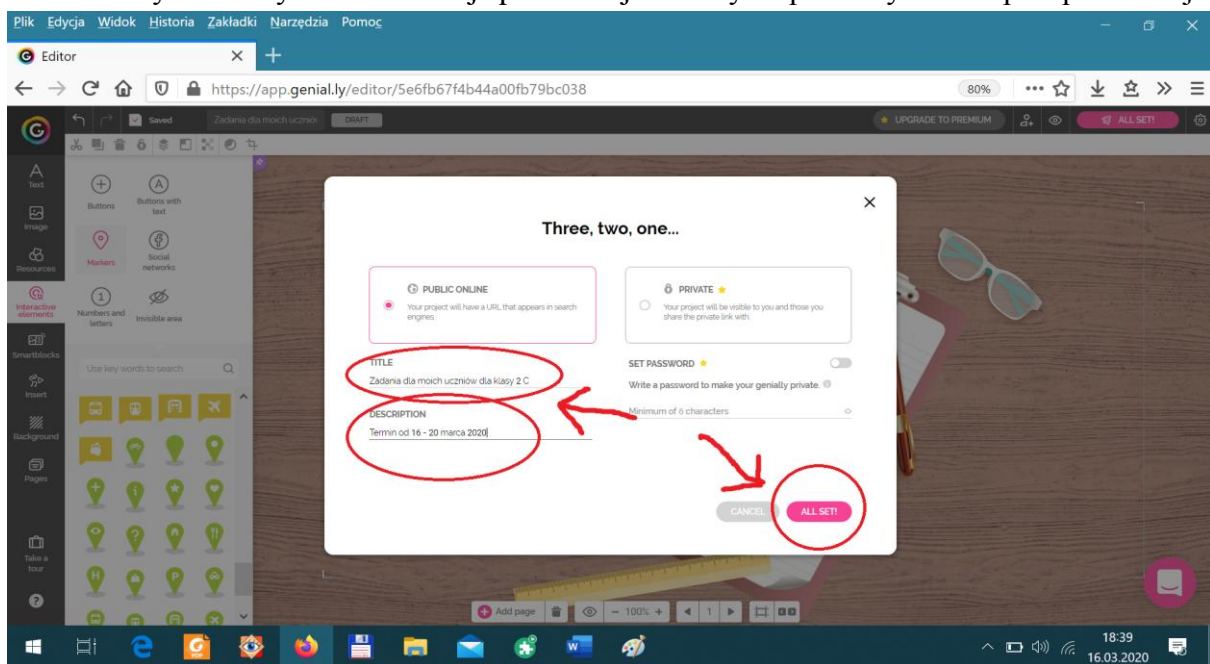 Plik Edycja Widok Historia Zakładki Narzędzia Pomoc
Editor
https://app.genial.ly/editor/5e6fb67f4b44a00fb79bc038
80%
Saved
Zadania dla moich uczniów
DRAFT
UPGRADE TO PREMIUM
ALL SET!
Text
Image
Resources
Interactive elements
Smartblocks
Insert
Background
Pages
Take a tour
Buttons
Buttons with text
Markers
Social networks
Numbers and letters
Invisible area
Use key words to search
Three, two, one...
PUBLIC ONLINE
Your project will have a URL that appears in search
engines
PRIVATE
Your project will be visible to you and those you
share the private link with
TITLE
Zadania dla moich uczniów dla klasy 2 C
DESCRIPTION
Termin od 16 - 20 marca 2020
SET PASSWORD
Write a password to make your genially private.
Minimum of 6 characters
CANCEL
ALL SET!
Add page
- 100% +
1
18:39
16.03.2020